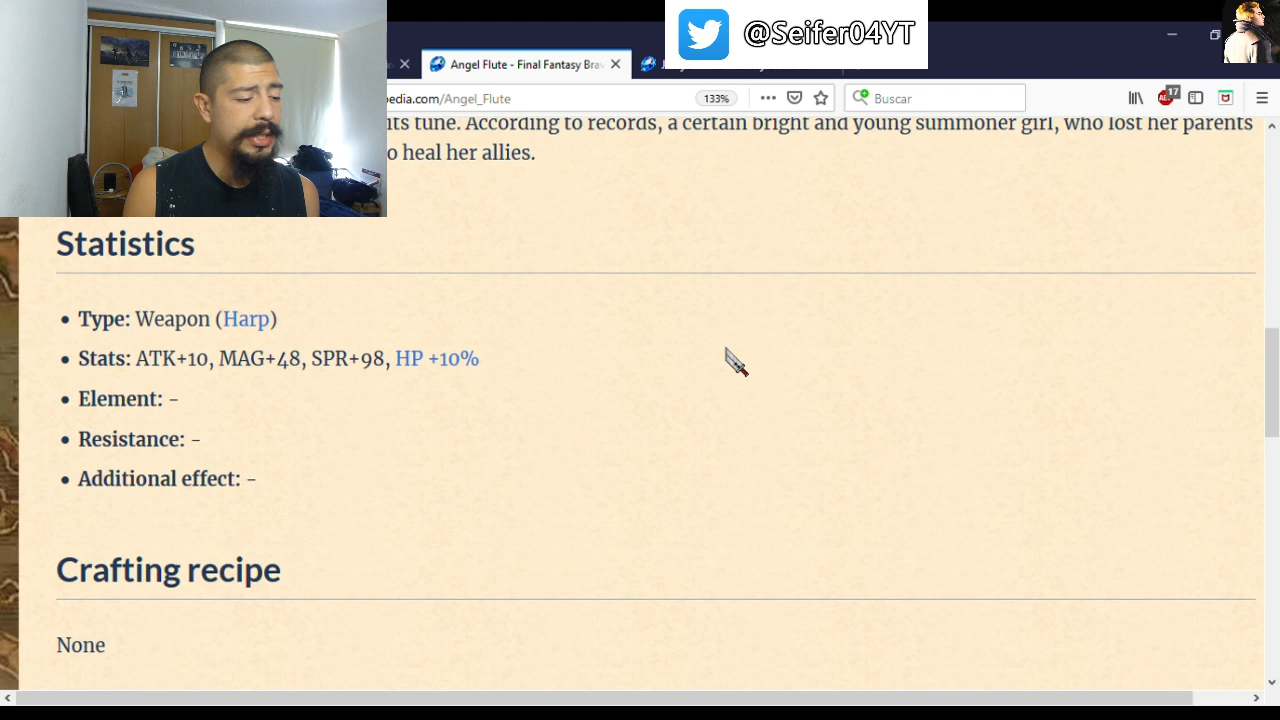 @Seifer04YT
Angel Flute - Final Fantasy Brav
pedia.com/Angel_Flute
133%
Buscar
17
its tune. According to records, a certain bright and young summoner girl, who lost her parents
o heal her allies.
Statistics
• Type: Weapon (Harp)
• Stats: ATK+10, MAG+48, SPR+98, HP +10%
• Element: -
• Resistance: -
• Additional effect: -
Crafting recipe
None